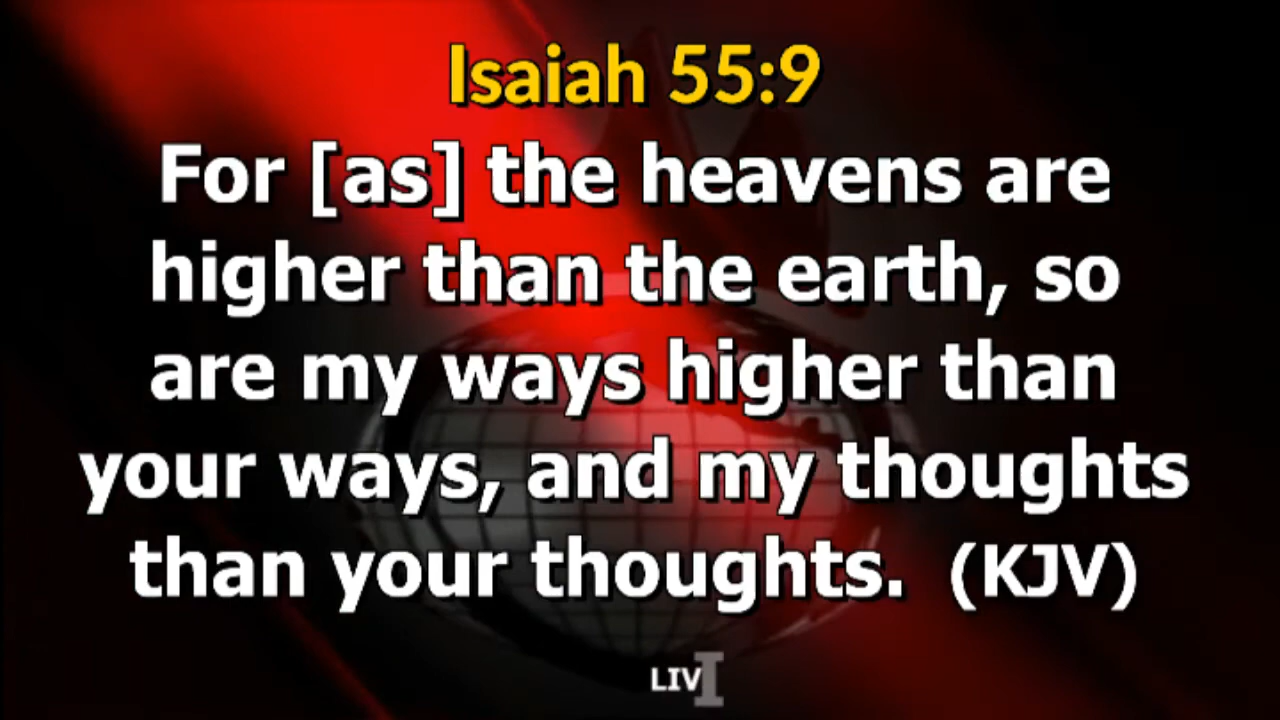 Isaiah 55:9
For [as] the heavens are
higher than the earth, so
are my ways higher than
your ways, and my thoughts
than your thoughts. (KJV)
LIV